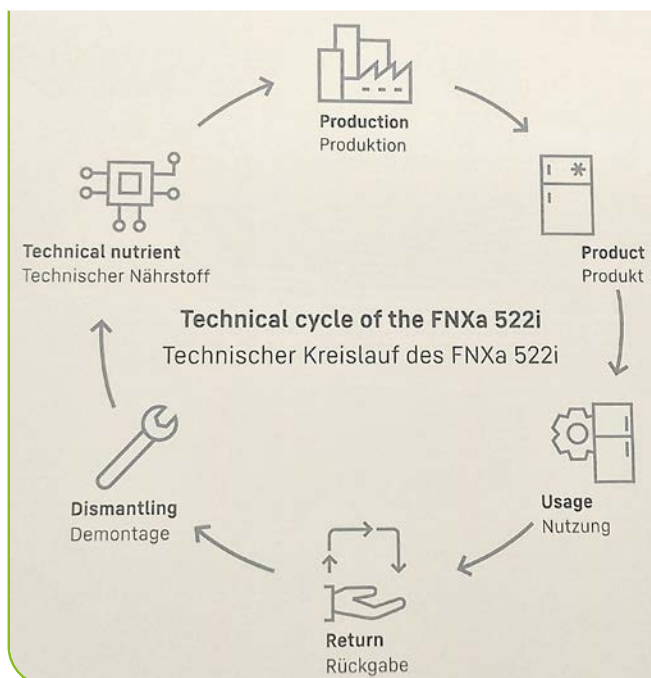 Production
Produktion
Technical nutrient
Technischer Nährstoff
Product
Produkt
Technical cycle of the FNXa 522i
Technischer Kreislauf des FNXa 522i
Dismantling
Demontage
Usage
Nutzung
Return
Rückgabe